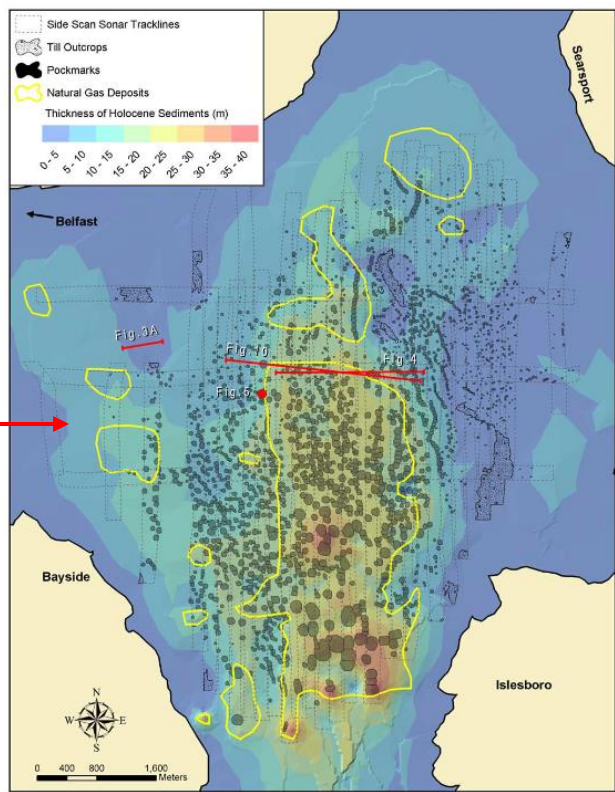 Side Scan Sonar Tracklines
Till Outcrops
Pockmarks
Natural Gas Deposits
Thickness of Holocene Sediments (m)
0 - 5
5 - 10
10 - 15
15 - 20
20 - 25
25 - 30
30 - 35
35 - 40
Searsport
Belfast
Fig.3A
Fig.10
Fig.4
Fig.5
Bayside
Islesboro
N
W
E
S
0 400 800 1,600
Meters